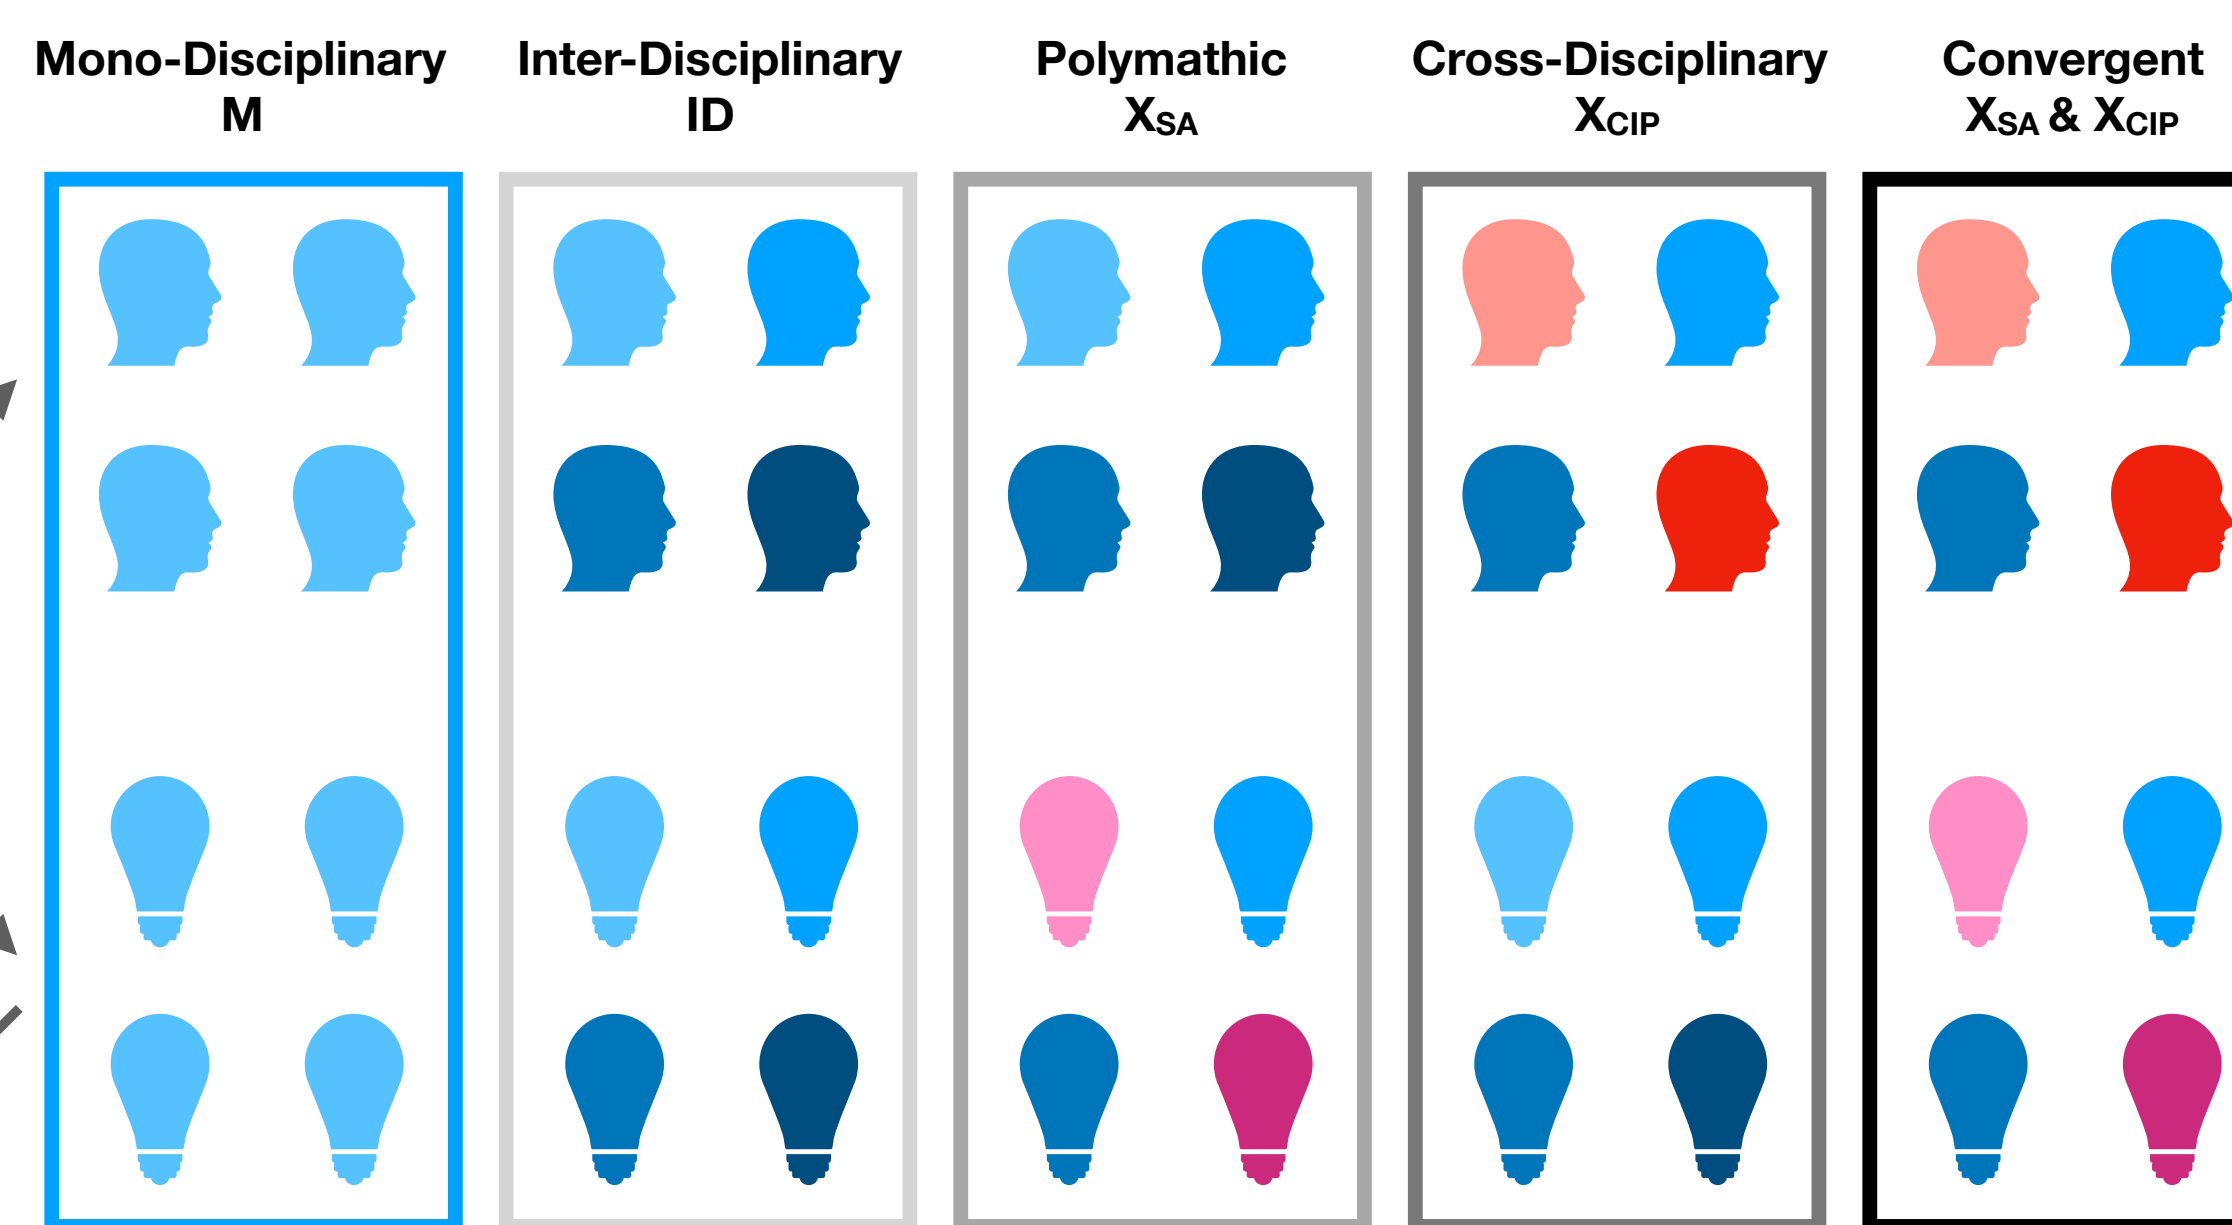 Mono-Disciplinary
M
Inter-Disciplinary
ID
Polymathic
XSA
Cross-Disciplinary
XCIP
Convergent
XSA & XCIP